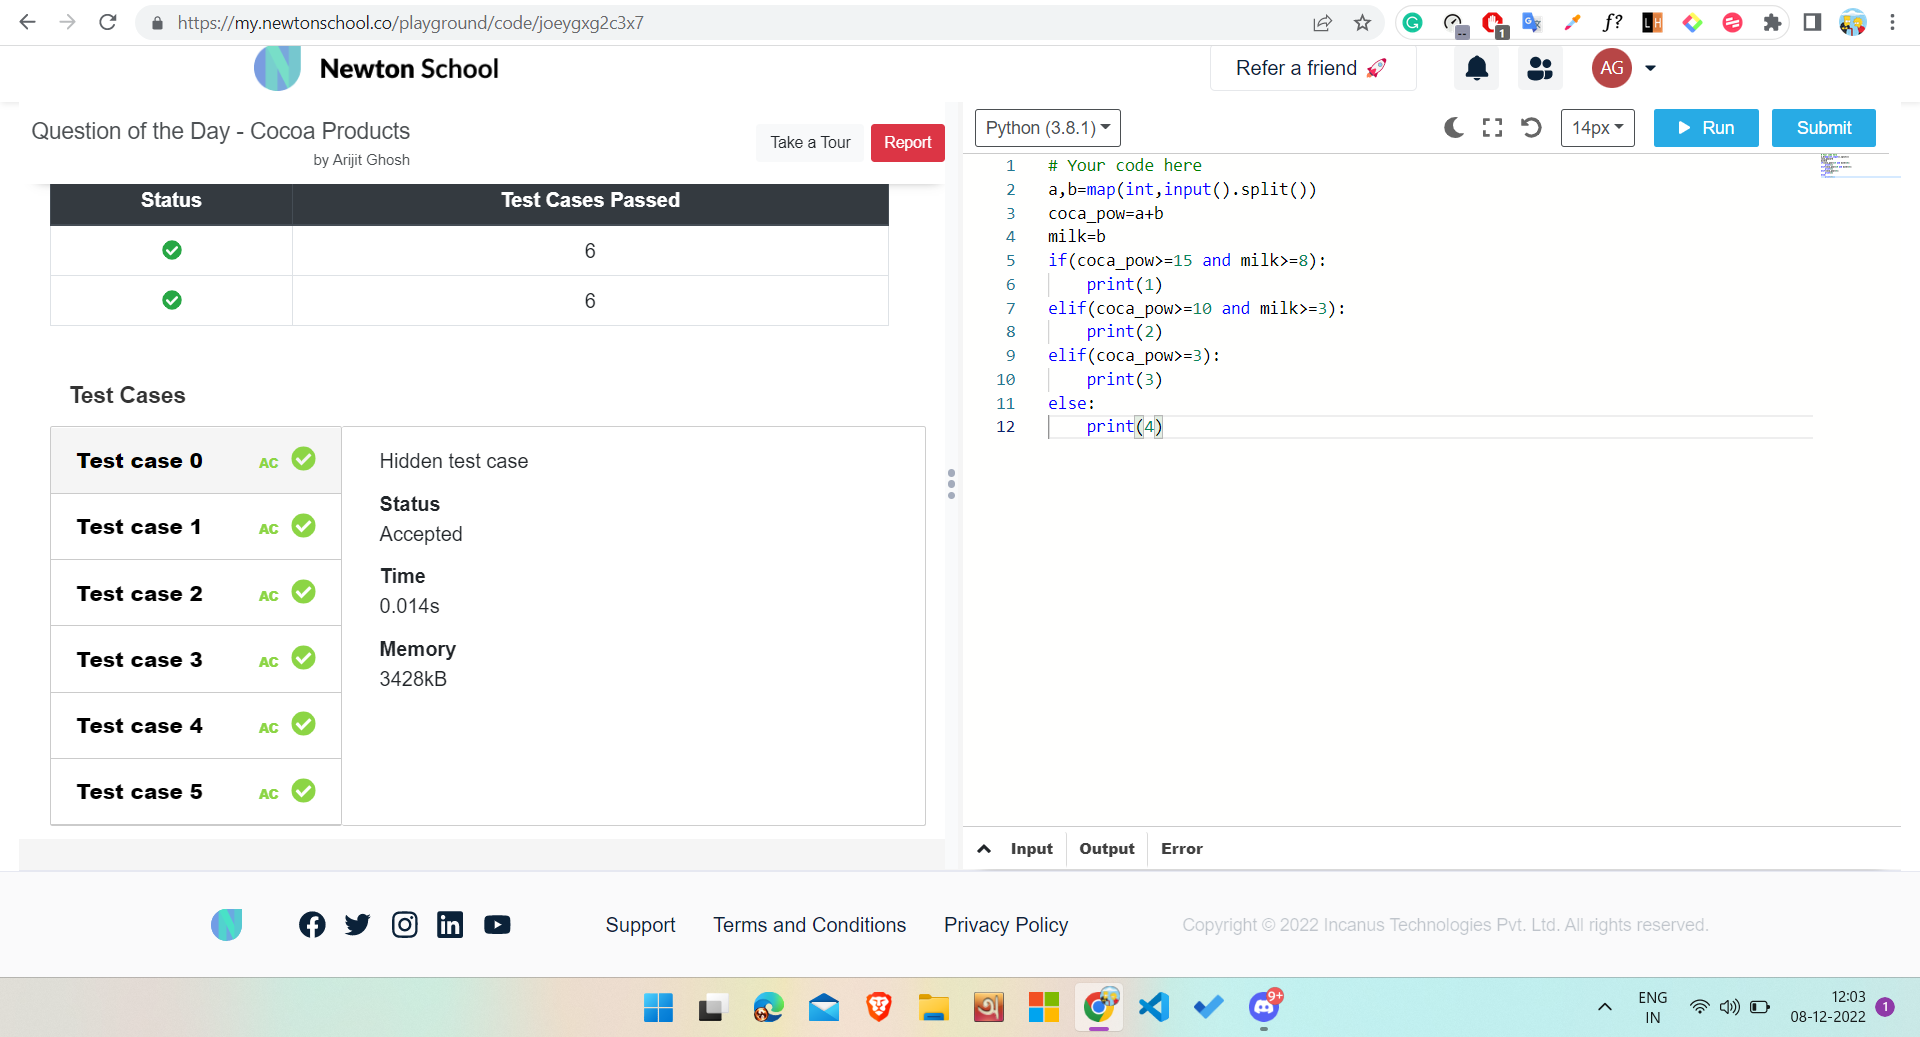 https://my.newtonschool.co/playground/code/joeygxg2c3x7
1
Newton School
Refer a friend
AG
Question of the Day - Cocoa Products
by Arijit Ghosh
Take a Tour
Report
Status
Test Cases Passed
6
6
Test Cases
Test case 0 AC
Test case 1 AC
Test case 2 AC
Test case 3 AC
Test case 4 AC
Test case 5 AC
Hidden test case
Status
Accepted
Time
0.014s
Memory
3428kB
Python (3.8.1)
14px
Run
Submit
1 # Your code here
2 a,b=map(int,input().split())
3 coca_pow=a+b
4 milk=b
5 if(coca_pow>=15 and milk>=8):
6 print(1)
7 elif(coca_pow>=10 and milk>=3):
8 print(2)
9 elif(coca_pow>=3):
10 print(3)
11 else:
12 print(4)
Input
Output
Error
Support
Terms and Conditions
Privacy Policy
Copyright © 2022 Incanus Technologies Pvt. Ltd. All rights reserved.
9+
ENG
IN
12:03
08-12-2022
1